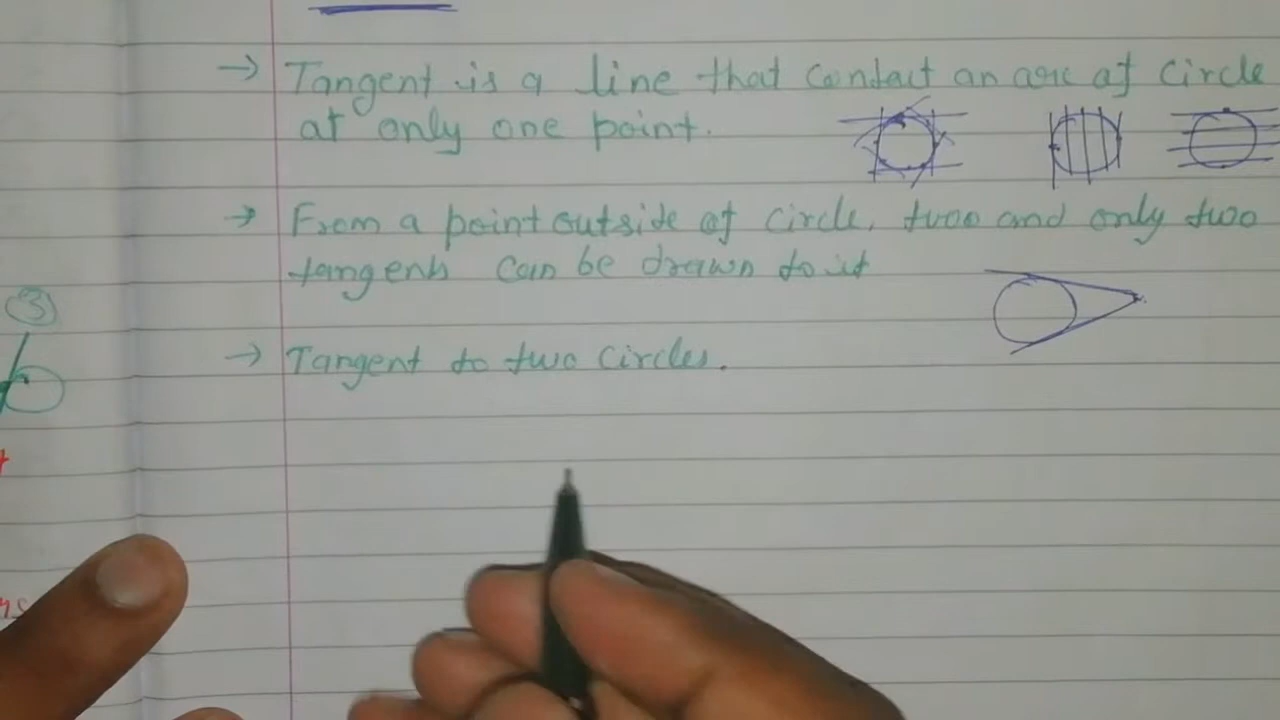 → Tangent is a line that contact an arc of circle
at only one point.
→ From a point outside of circle, two and only two
tangents can be drawn to it
③
→ Tangent to two circles.